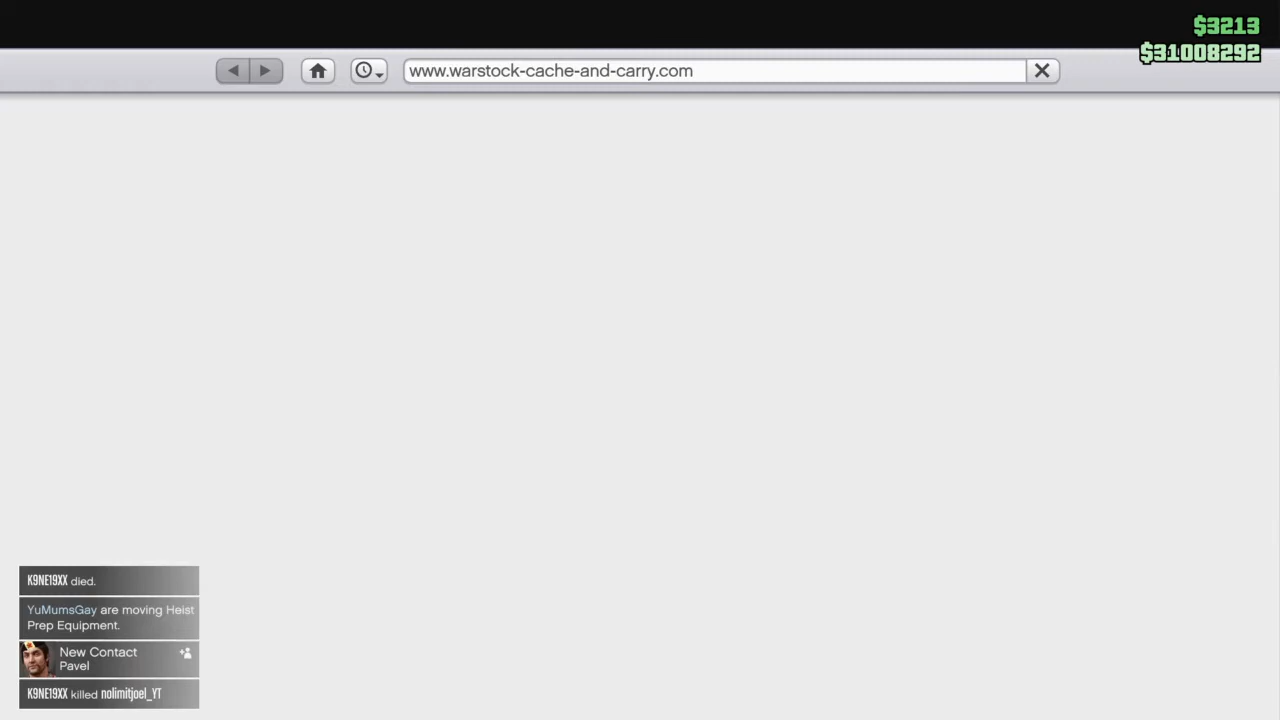 $3213
$31008292
www.warstock-cache-and-carry.com
K9NE19XX died.
YuMumsGay are moving Heist
Prep Equipment.
New Contact
Pavel
K9NE19XX killed nolimitjoel_YT